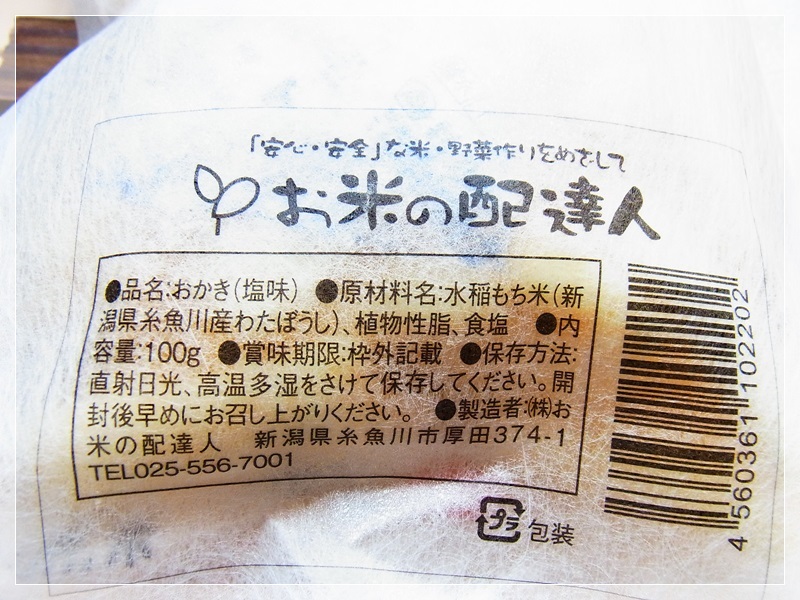 「安心・安全」な米・野菜作りをめざして
お米の配達人
●品名:おかき(塩味) ●原材料名:水稲もち米(新
潟県糸魚川産わたぼうし)、植物性脂、食塩 ●内
容量:100g ●賞味期限:枠外記載 ●保存方法:
直射日光、高温多湿をさけて保存してください。開
封後早めにお召し上がりください。 ●製造者:㈱お
米の配達人 新潟県糸魚川市厚田374-1
TEL025-556-7001
プラ 包装
4 560361 102202